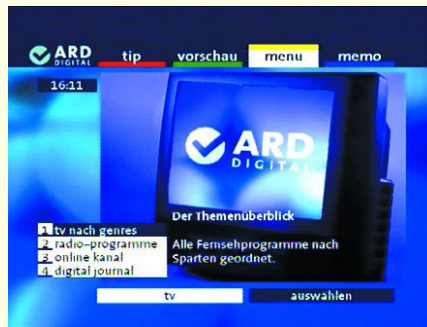 ARD DIGITAL
tip vorschau menu memo
16:11
ARD
DIGITAL
Der Themenüberblick
1 tv nach genres
2 radio-programme
3 online kanal
4 digital journal
Alle Fernsehprogramme nach
Sparten geordnet.
tv auswählen